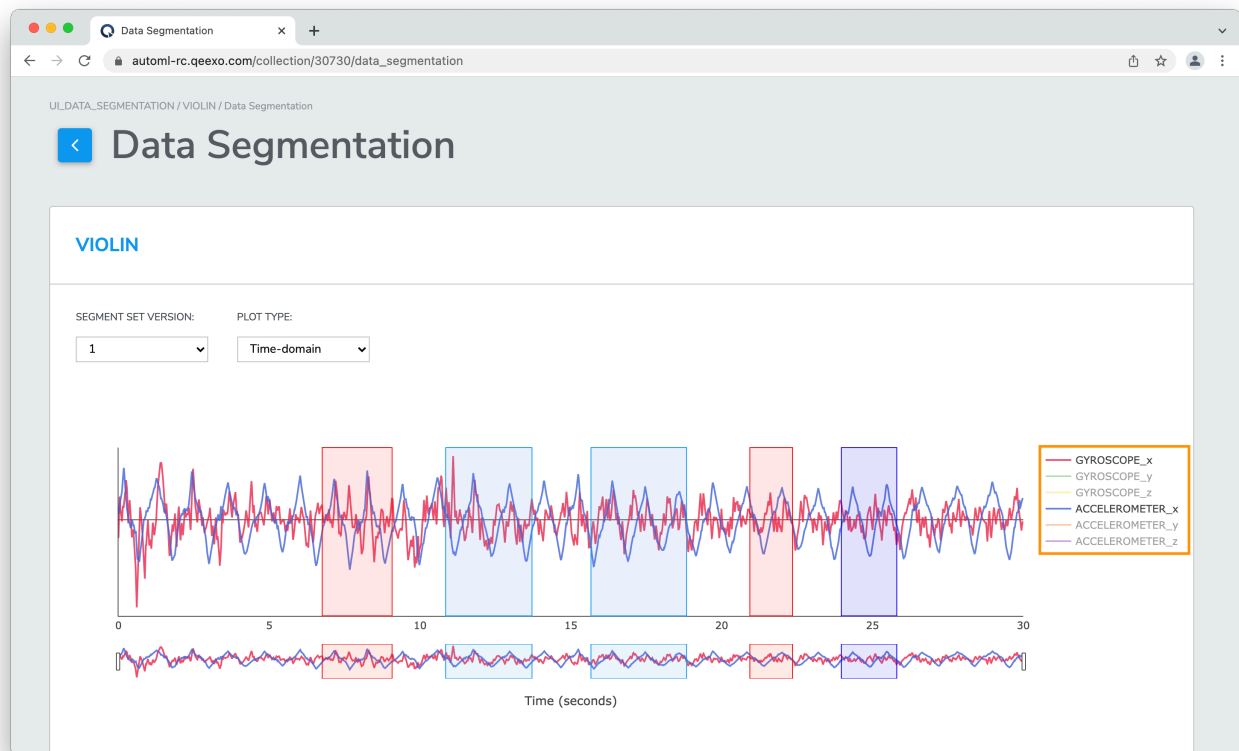 Data Segmentation
automl-rc.qeexo.com/collection/30730/data_segmentation
UI_DATA_SEGMENTATION / VIOLIN / Data Segmentation
Data Segmentation
VIOLIN
SEGMENT SET VERSION: PLOT TYPE:
1 Time-domain
GYROSCOPE_x
GYROSCOPE_y
GYROSCOPE_z
ACCELEROMETER_x
ACCELEROMETER_y
ACCELEROMETER_z
0 5 10 15 20 25 30
Time (seconds)